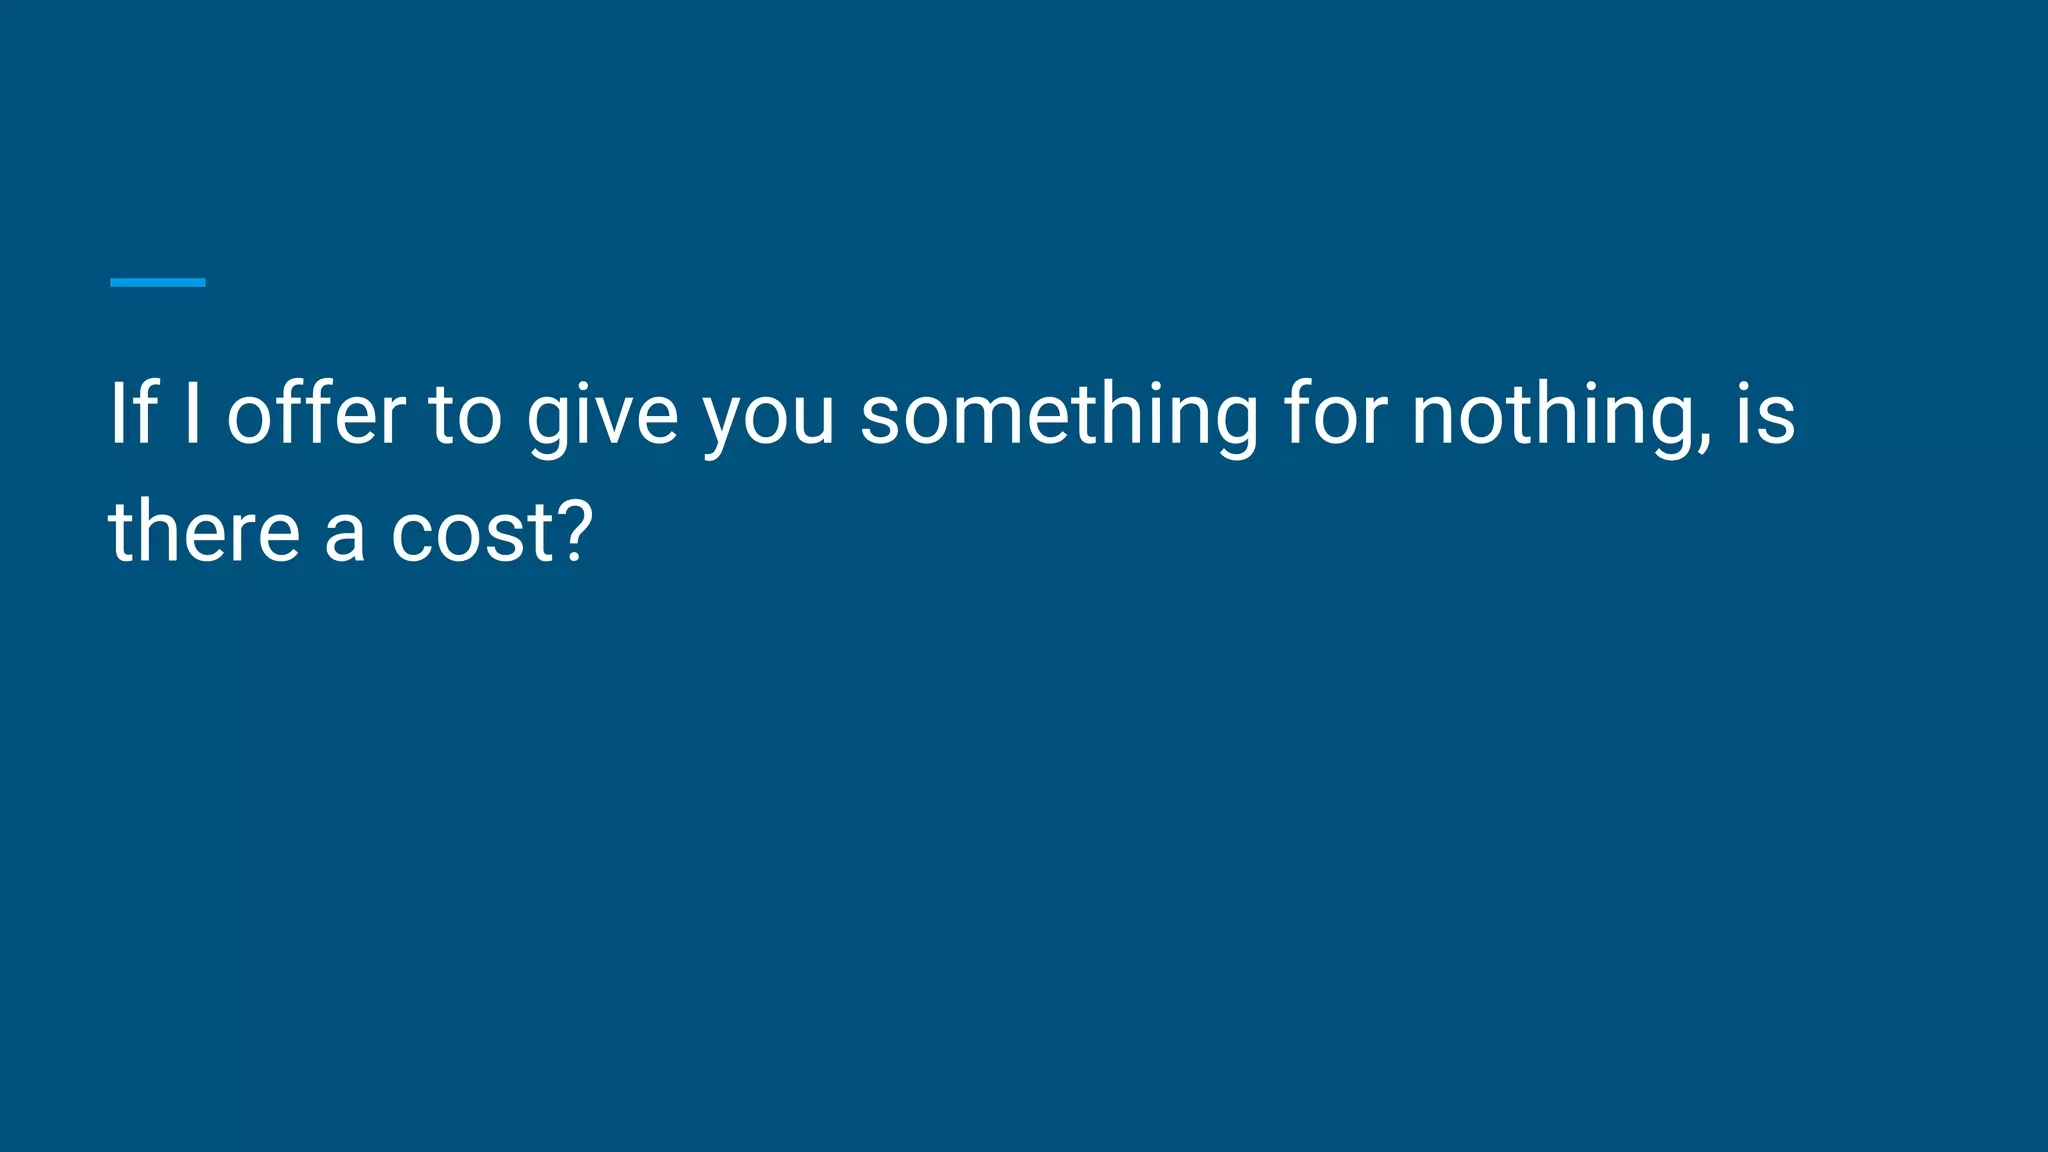 If I offer to give you something for nothing, is
there a cost?